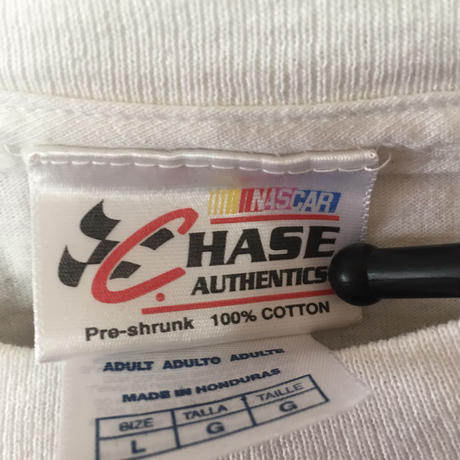 NASCAR
CHASE
AUTHENTICS
Pre-shrunk 100% COTTON
ADULT ADULTO ADULTE
MADE IN HONDURAS
SIZE TALLA TAILLE
L G G